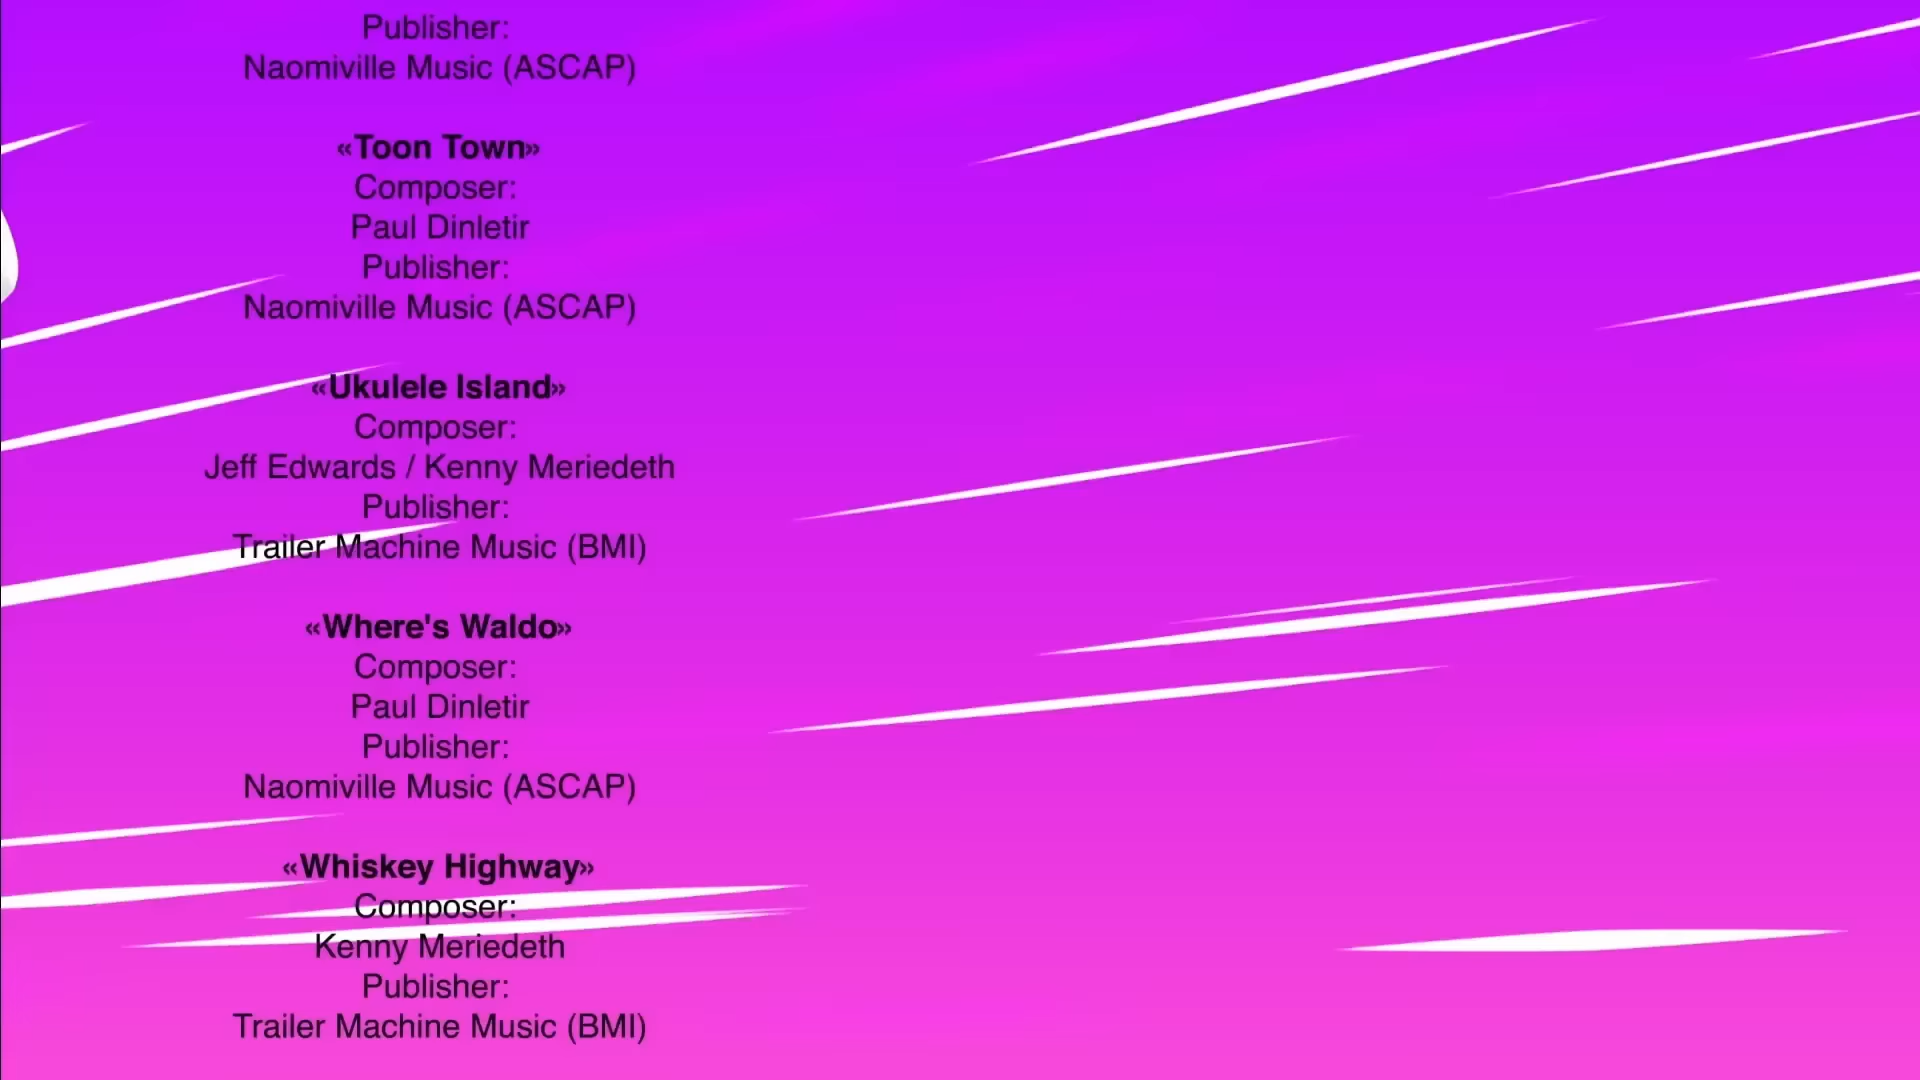 Publisher:
Naomiville Music (ASCAP)
«Toon Town»
Composer:
Paul Dinletir
Publisher:
Naomiville Music (ASCAP)
«Ukulele Island»
Composer:
Jeff Edwards / Kenny Meriedeth
Publisher:
Trailer Machine Music (BMI)
«Where's Waldo»
Composer:
Paul Dinletir
Publisher:
Naomiville Music (ASCAP)
«Whiskey Highway»
Composer:
Kenny Meriedeth
Publisher:
Trailer Machine Music (BMI)